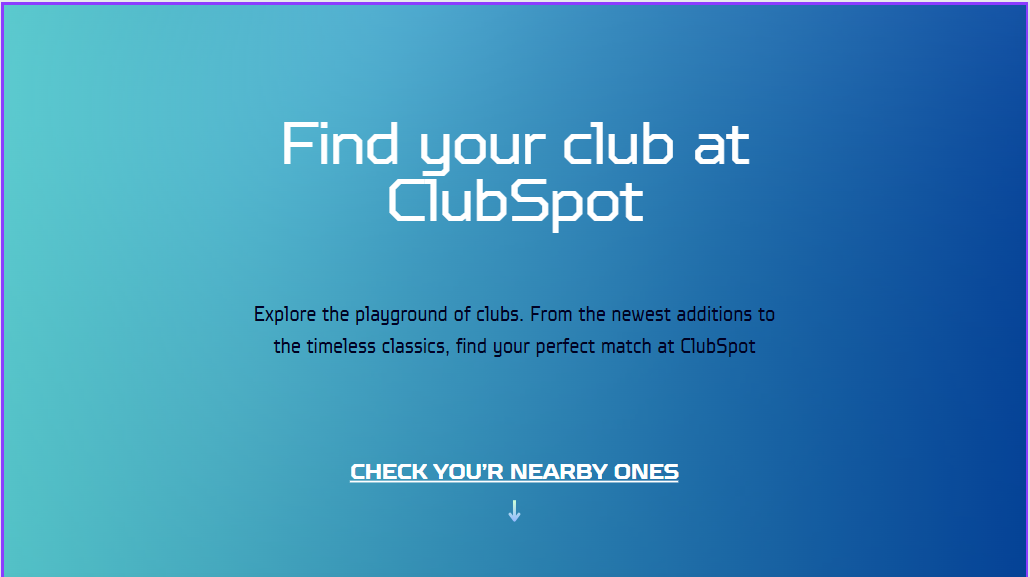 Find your club at
ClubSpot
Explore the playground of clubs. From the newest additions to
the timeless classics, find your perfect match at ClubSpot
CHECK YOU’R NEARBY ONES